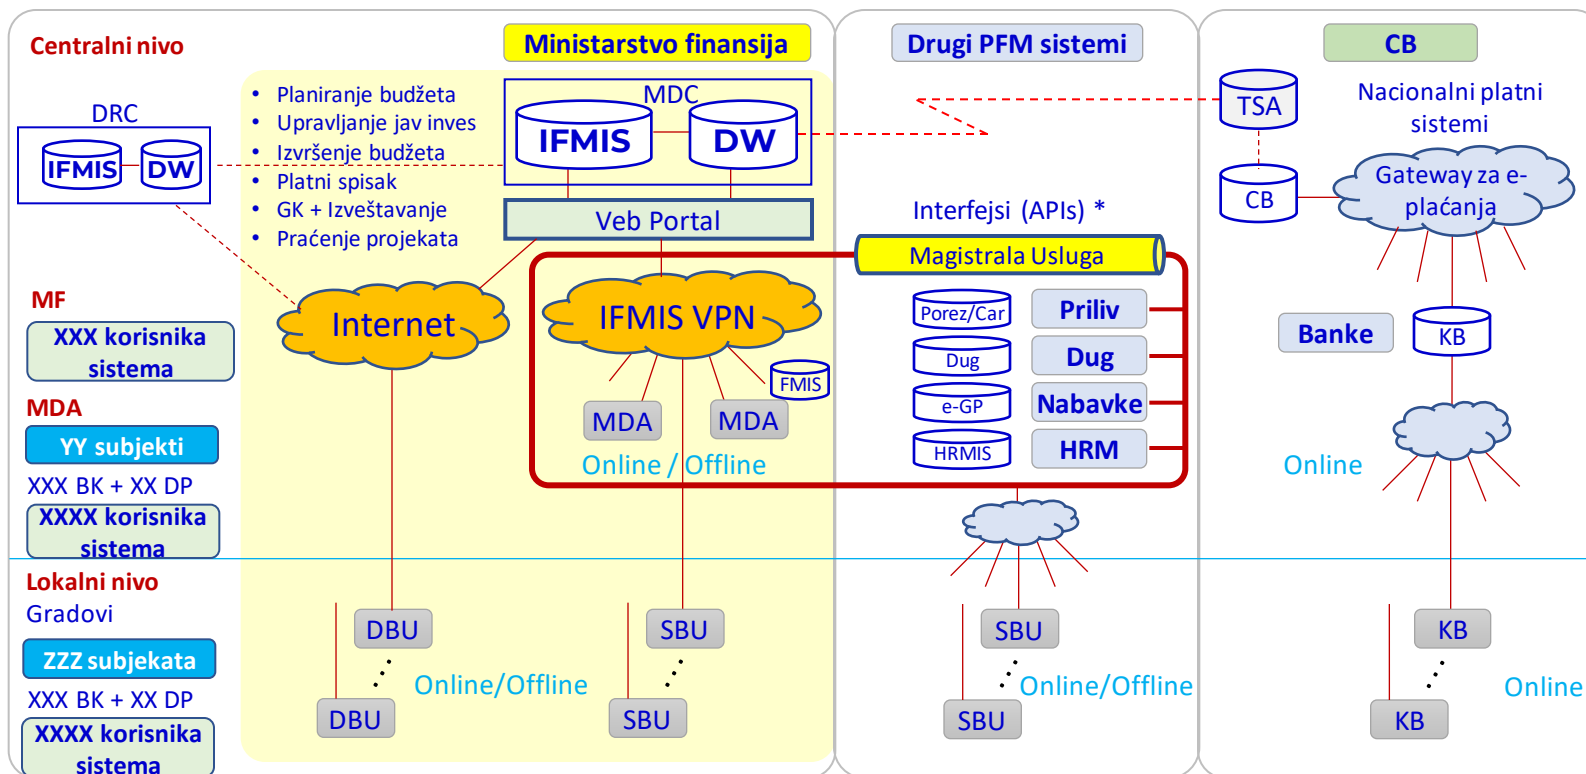 Centralni nivo
Ministarstvo finansija
Drugi PFM sistemi
CB
DRC
IFMIS
DW
• Planiranje budžeta
• Upravljanje jav inves
• Izvršenje budžeta
• Platni spisak
• GK + Izveštavanje
• Praćenje projekata
MDC
IFMIS
DW
Veb Portal
TSA
CB
Nacionalni platni
sistemi
Gateway za e-
plaćanja
Interfejsi (APIs) *
Magistrala Usluga
MF
XXX korisnika
sistema
Internet
IFMIS VPN
FMIS
MDA
MDA
Online / Offline
Porez/Car
Priliv
Dug
Dug
e-GP
Nabavke
HRMIS
HRM
Banke
KB
Online
MDA
YY subjekti
XXX BK + XX DP
XXXX korisnika
sistema
Lokalni nivo
Gradovi
ZZZ subjekata
XXX BK + XX DP
XXXX korisnika
sistema
DBU
DBU
Online/Offline
SBU
SBU
SBU
SBU
Online/Offline
KB
KB
Online